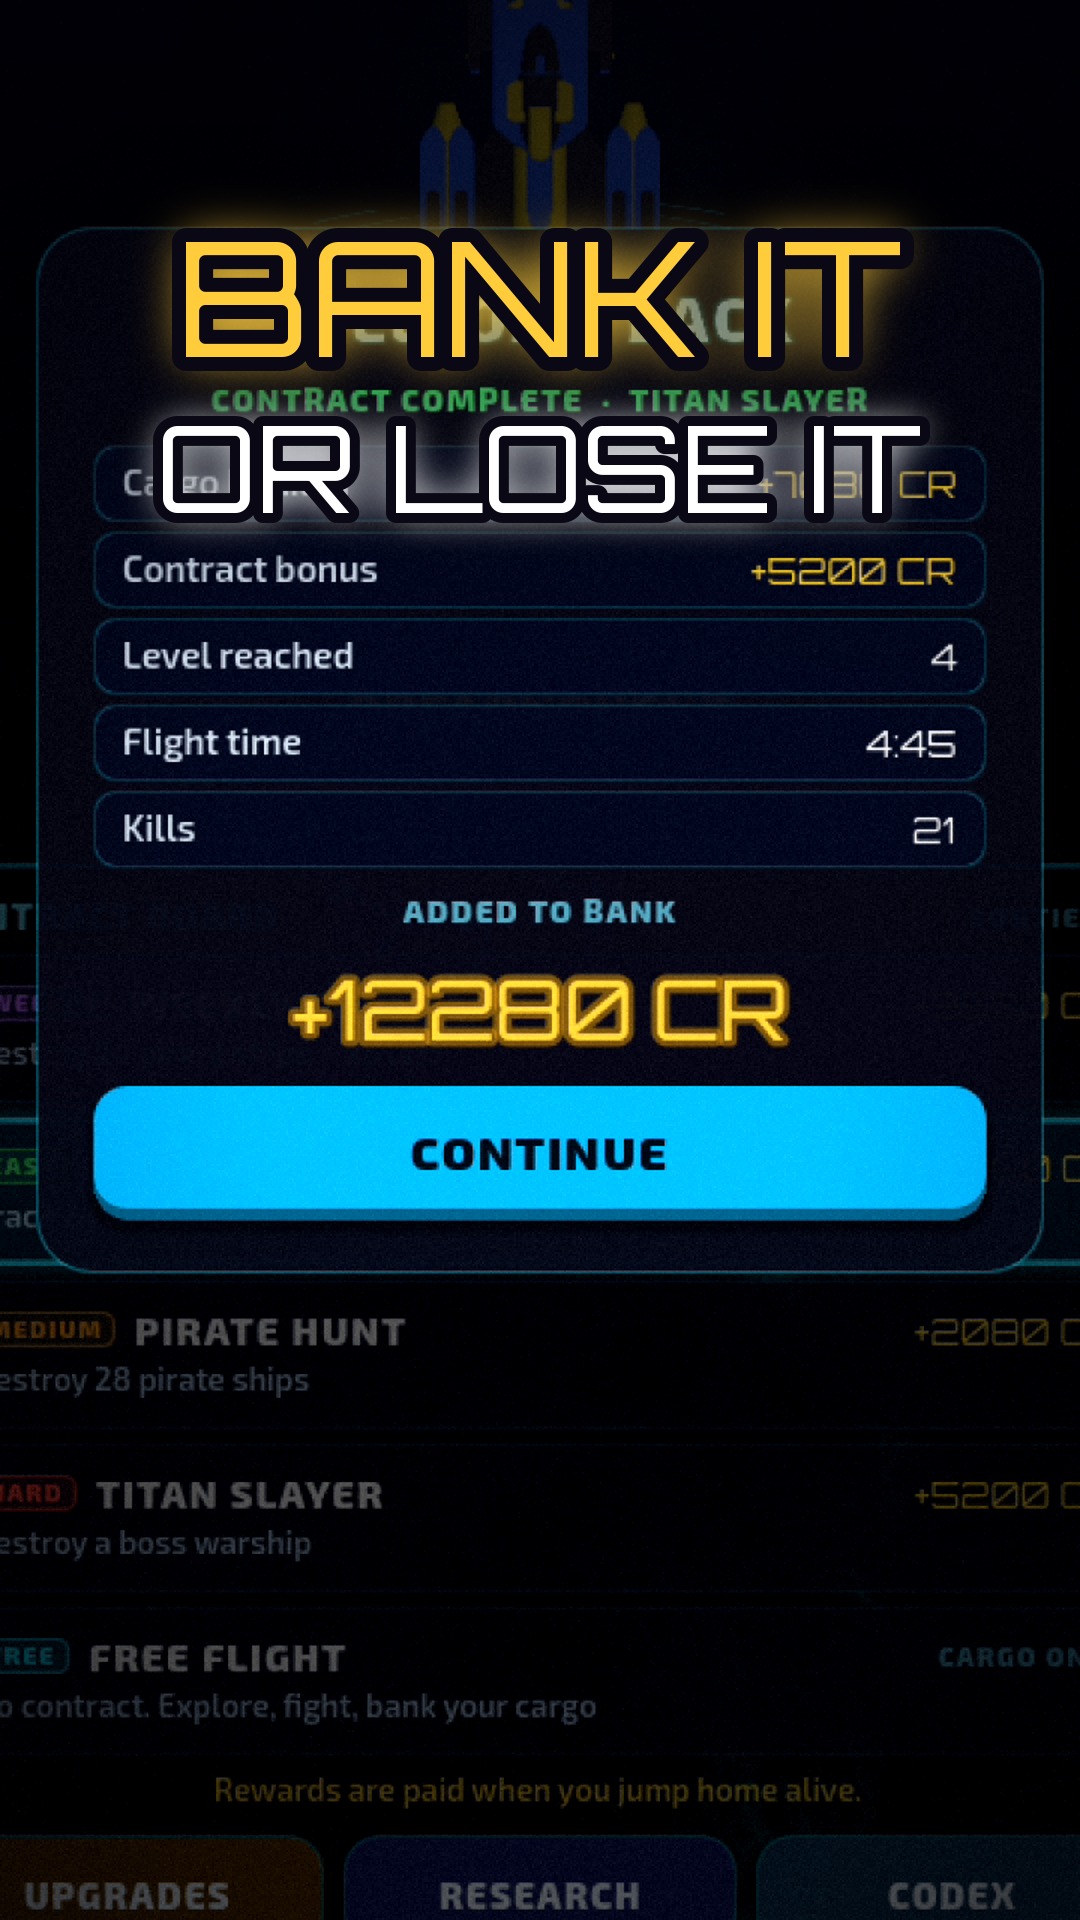 BANK IT
CONTRACT COMPLETE · TITAN SLAYER
OR LOSE IT
CR
Contract bonus +5200 CR
Level reached 4
Flight time 4:45
Kills 21
ADDED TO BANK
+12280 CR
CONTINUE
MEDIUM PIRATE HUNT +2080
28 pirate ships
TITAN SLAYER +5200
a boss warship
FREE FLIGHT CARGO
contract. Explore, fight, bank your cargo
Rewards are paid when you jump home alive.
UPGRADES RESEARCH CODEX